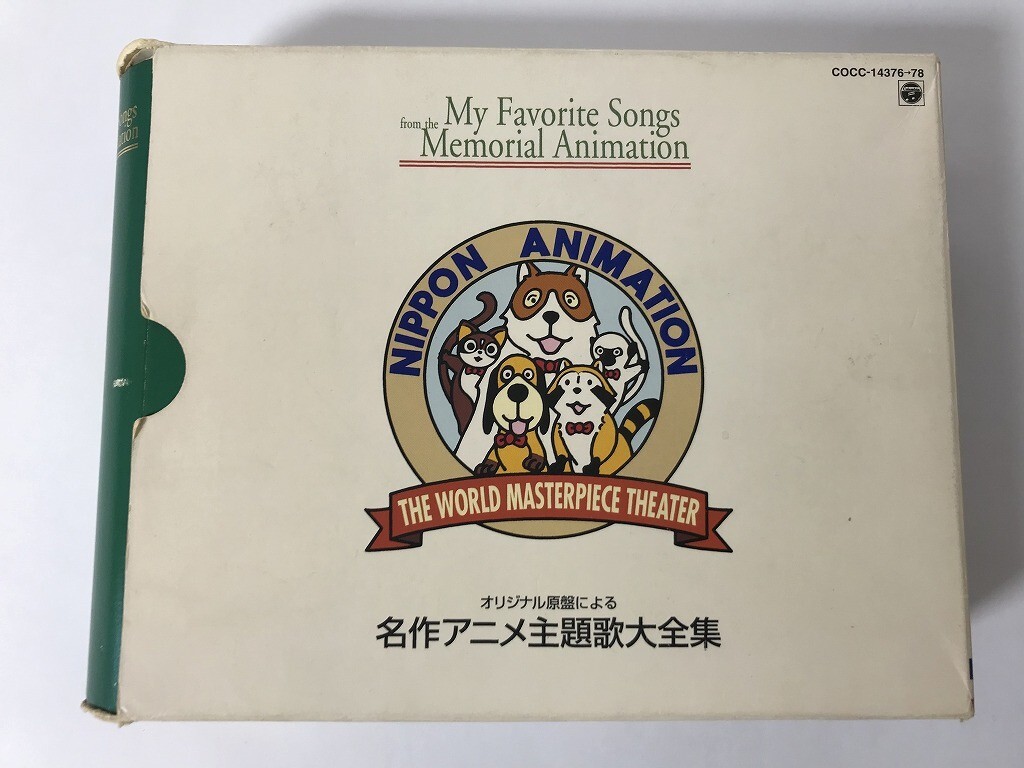 COCC-14376→78
My Favorite Songs
from the
Memorial Animation
NIPPON ANIMATION
THE WORLD MASTERPIECE THEATER
オリジナル原盤による
名作アニメ主題歌大全集